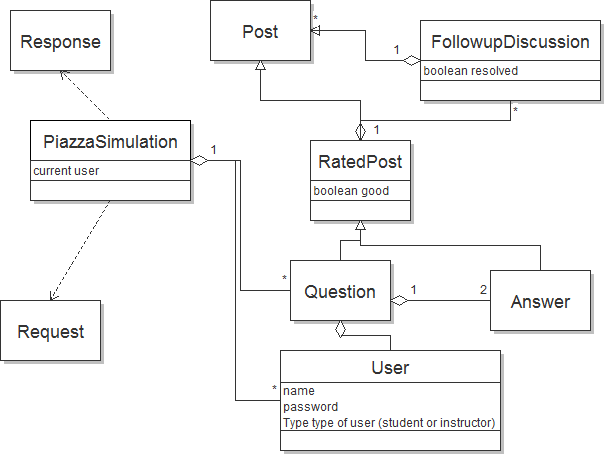 Response
Post
*
1
FollowupDiscussion
boolean resolved
*
PiazzaSimulation
current user
1
1
RatedPost
boolean good
*
Question
1
2
Answer
Request
User
*
name
password
Type type of user (student or instructor)